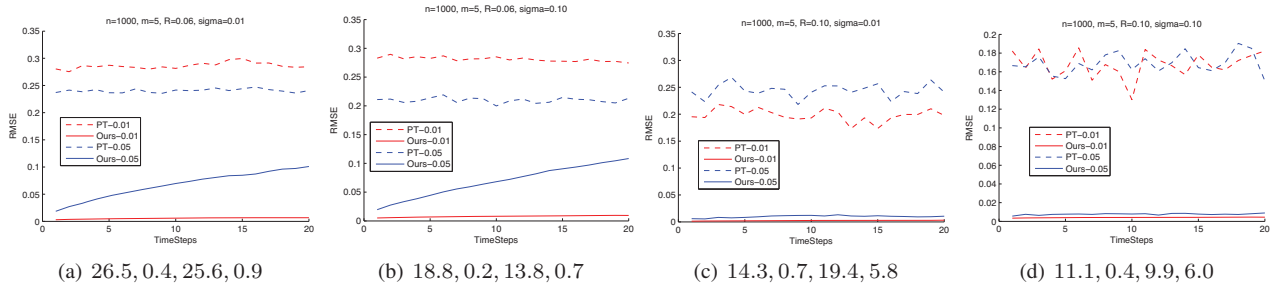 n=1000, m=5, R=0.06, sigma=0.01
0.35
0.3
0.25
0.2
0.15
0.1
0.05
0
RMSE
PT−0.01
Ours−0.01
PT−0.05
Ours−0.05
0 5 10 15 20
TimeSteps
(a) 26.5, 0.4, 25.6, 0.9
n=1000, m=5, R=0.06, sigma=0.10
0.35
0.3
0.25
0.2
0.15
0.1
0.05
0
RMSE
PT−0.01
Ours−0.01
PT−0.05
Ours−0.05
0 5 10 15 20
TimeSteps
(b) 18.8, 0.2, 13.8, 0.7
n=1000, m=5, R=0.10, sigma=0.01
0.35
0.3
0.25
0.2
0.15
0.1
0.05
0
RMSE
PT−0.01
Ours−0.01
PT−0.05
Ours−0.05
0 5 10 15 20
TimeSteps
(c) 14.3, 0.7, 19.4, 5.8
n=1000, m=5, R=0.10, sigma=0.10
0.2
0.18
0.16
0.14
0.12
0.1
0.08
0.06
0.04
0.02
0
RMSE
PT−0.01
Ours−0.01
PT−0.05
Ours−0.05
0 5 10 15 20
TimeSteps
(d) 11.1, 0.4, 9.9, 6.0